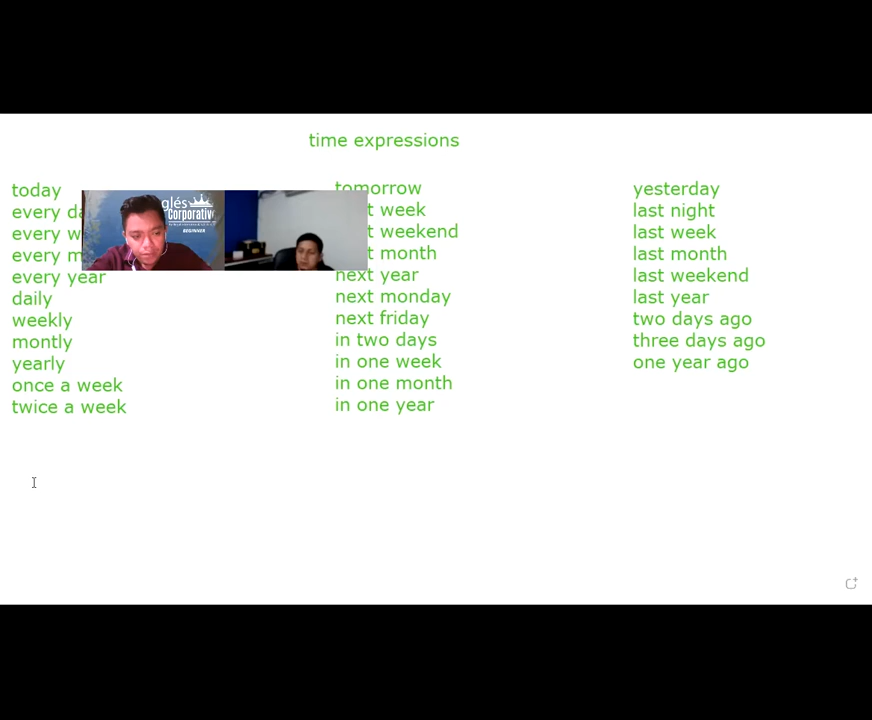 time expressions
today
every
every
every
every year
daily
weekly
montly
yearly
once a week
twice a week
glés
Corporativ
BEGINNER
tomorrow
week
weekend
month
next year
next monday
next friday
in two days
in one week
in one month
in one year
yesterday
last night
last week
last month
last weekend
last year
two days ago
three days ago
one year ago